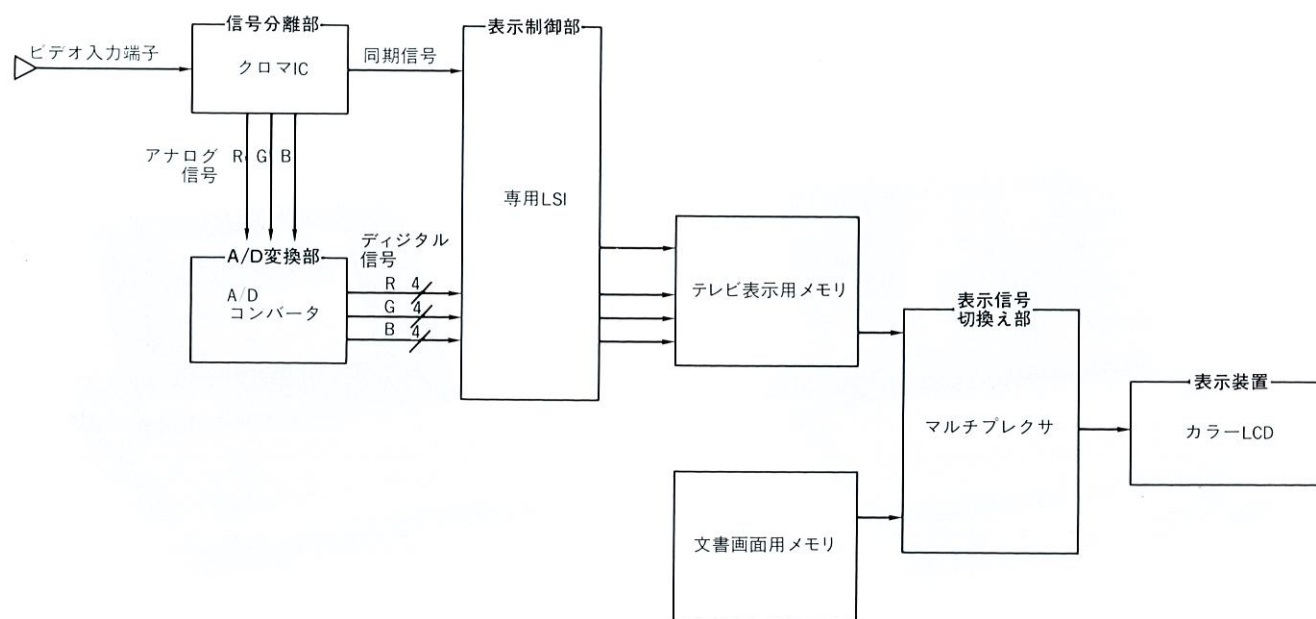 ビデオ入力端子
信号分離部
クロマIC
同期信号
表示制御部
専用LSI
アナログ
信号
R G B
A/D変換部
A/D
コンバータ
ディジタル
信号
R 4
G 4
B 4
テレビ表示用メモリ
文書画面用メモリ
表示信号
切換え部
マルチプレクサ
表示装置
カラーLCD